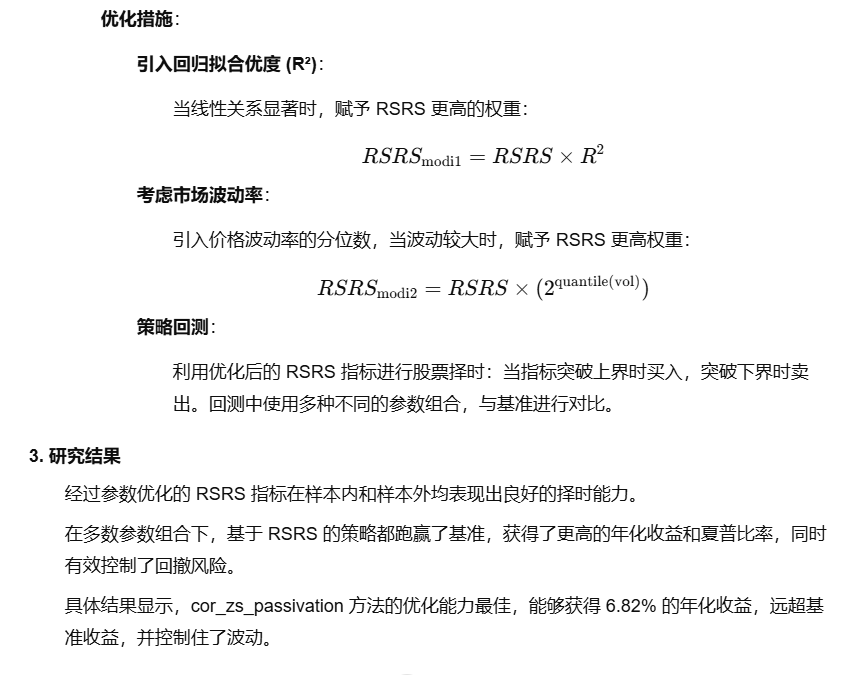 优化措施：
引入回归拟合优度 (R²)：
当线性关系显著时，赋予 RSRS 更高的权重：
RSRS_modi1 = RSRS × R²
考虑市场波动率：
引入价格波动率的分位数，当波动较大时，赋予 RSRS 更高权重：
RSRS_modi2 = RSRS × (2^quantile(vol))
策略回测：
利用优化后的 RSRS 指标进行股票择时：当指标突破上界时买入，突破下界时卖
出。回测中使用多种不同的参数组合，与基准进行对比。
3. 研究结果
经过参数优化的 RSRS 指标在样本内和样本外均表现出良好的择时能力。
在多数参数组合下，基于 RSRS 的策略都跑赢了基准，获得了更高的年化收益和夏普比率，同时
有效控制了回撤风险。
具体结果显示，cor_zs_passivation 方法的优化能力最佳，能够获得 6.82% 的年化收益，远超基
准收益，并控制住了波动。